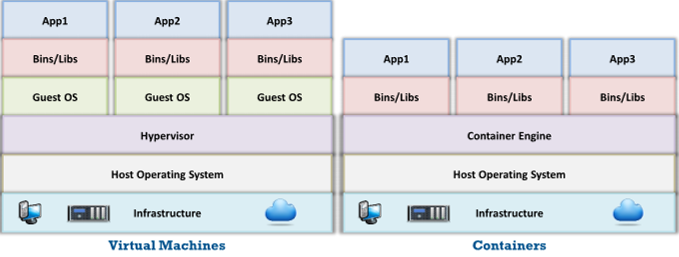 App1 App2 App3
Bins/Libs Bins/Libs Bins/Libs
Guest OS Guest OS Guest OS
Hypervisor
Host Operating System
Infrastructure
Virtual Machines
App1 App2 App3
Bins/Libs Bins/Libs Bins/Libs
Container Engine
Host Operating System
Infrastructure
Containers